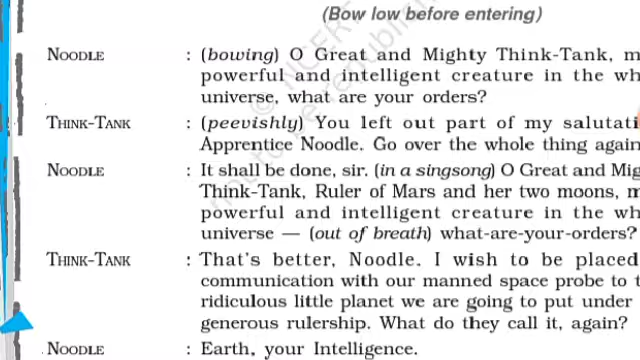 (Bow low before entering)
NOODLE : (bowing) O Great and Mighty Think-Tank,
powerful and intelligent creature in the
universe, what are your orders?
THINK-TANK : (peevishly) You left out part of my
Apprentice Noodle. Go over the whole thing
NOODLE : It shall be done, sir. (in a singsong) O Great and
Think-Tank, Ruler of Mars and her two moons,
powerful and intelligent creature in the
universe — (out of breath) what-are-your-orders?
THINK-TANK : That's better, Noodle. I wish to be placed
communication with our manned space probe to
ridiculous little planet we are going to put under
generous rulership. What do they call it, again?
NOODLE : Earth, your Intelligence.